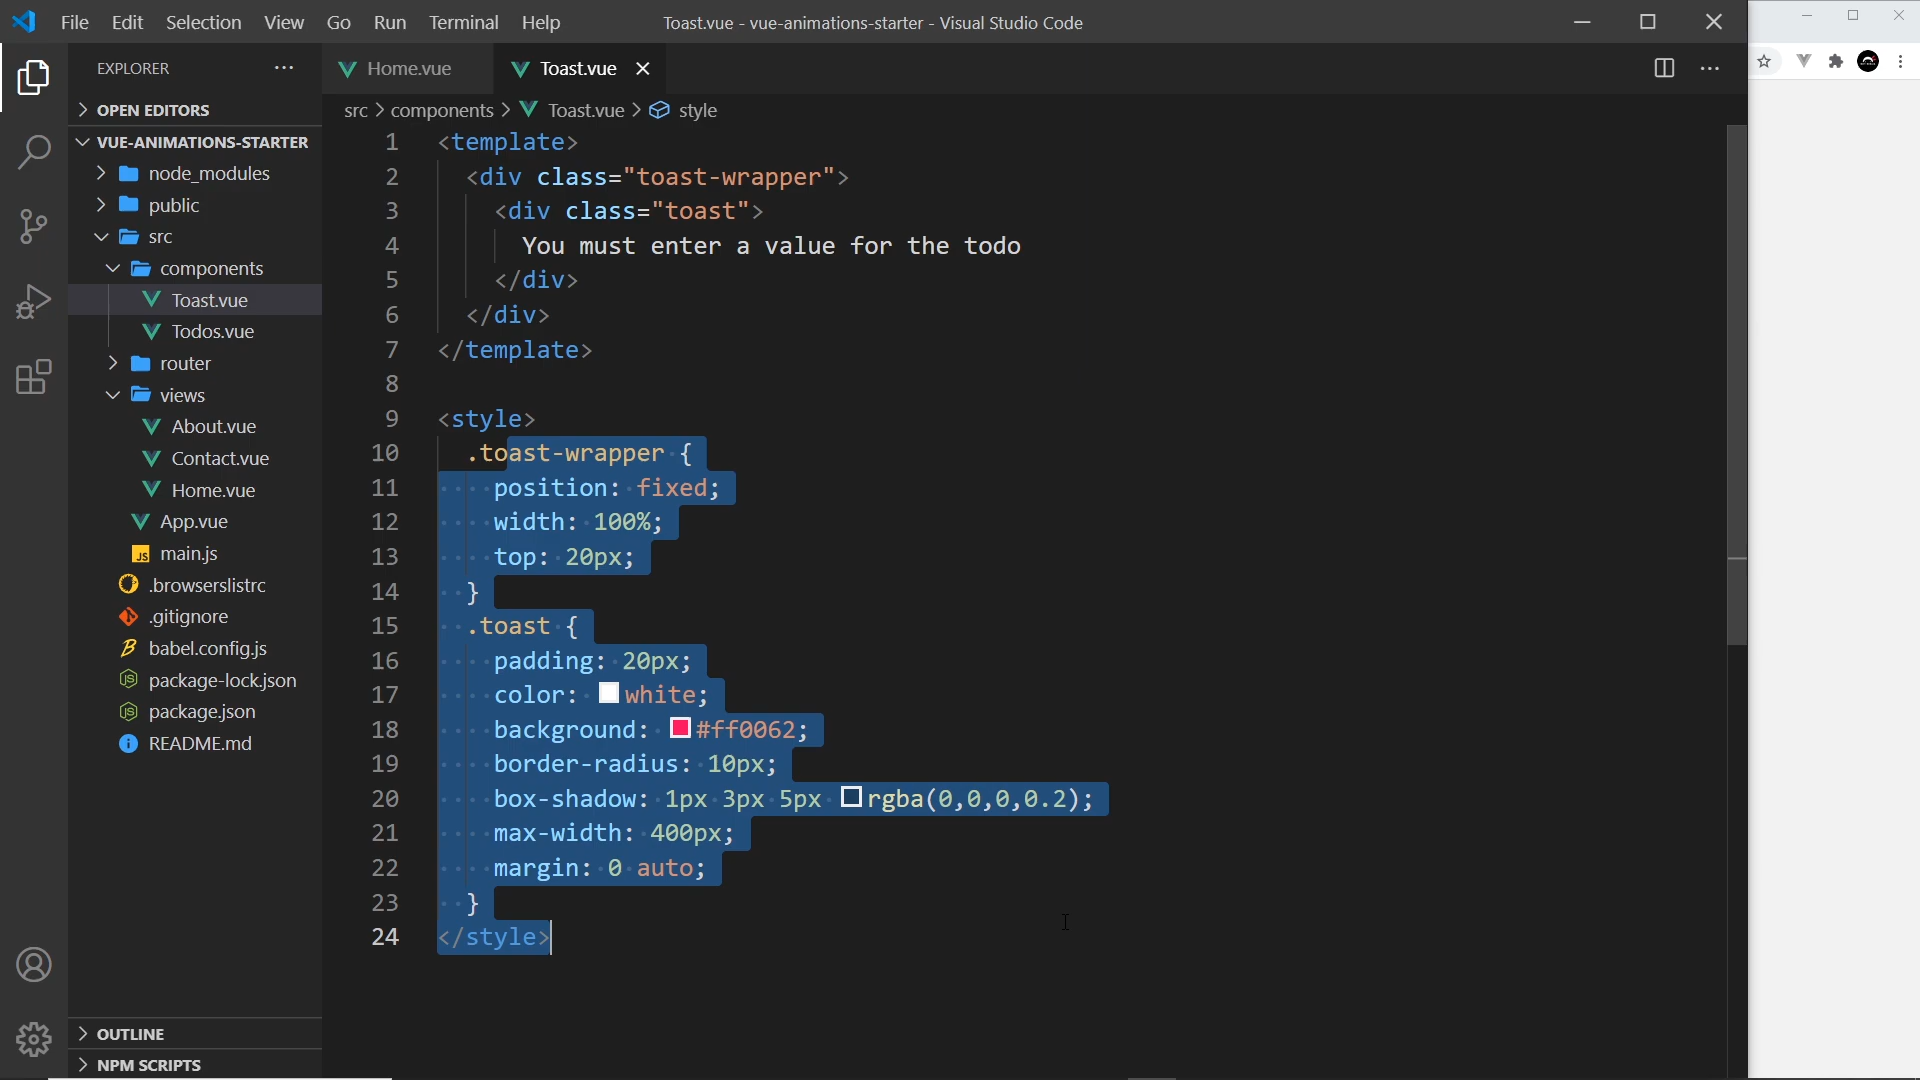 File Edit Selection View Go Run Terminal Help
Toast.vue - vue-animations-starter - Visual Studio Code
EXPLORER
OPEN EDITORS
VUE-ANIMATIONS-STARTER
node_modules
public
src
components
Toast.vue
Todos.vue
router
views
About.vue
Contact.vue
Home.vue
App.vue
JS main.js
.browserslistrc
.gitignore
babel.config.js
package-lock.json
package.json
README.md
OUTLINE
NPM SCRIPTS
Home.vue Toast.vue
src > components > Toast.vue > style
1 <template>
2 <div class="toast-wrapper">
3 <div class="toast">
4 You must enter a value for the todo
5 </div>
6 </div>
7 </template>
8
9 <style>
10 .toast-wrapper {
11 position: fixed;
12 width: 100%;
13 top: 20px;
14 }
15 .toast {
16 padding: 20px;
17 color: white;
18 background: #ff0062;
19 border-radius: 10px;
20 box-shadow: 1px 3px 5px rgba(0,0,0,0.2);
21 max-width: 400px;
22 margin: 0 auto;
23 }
24 </style>